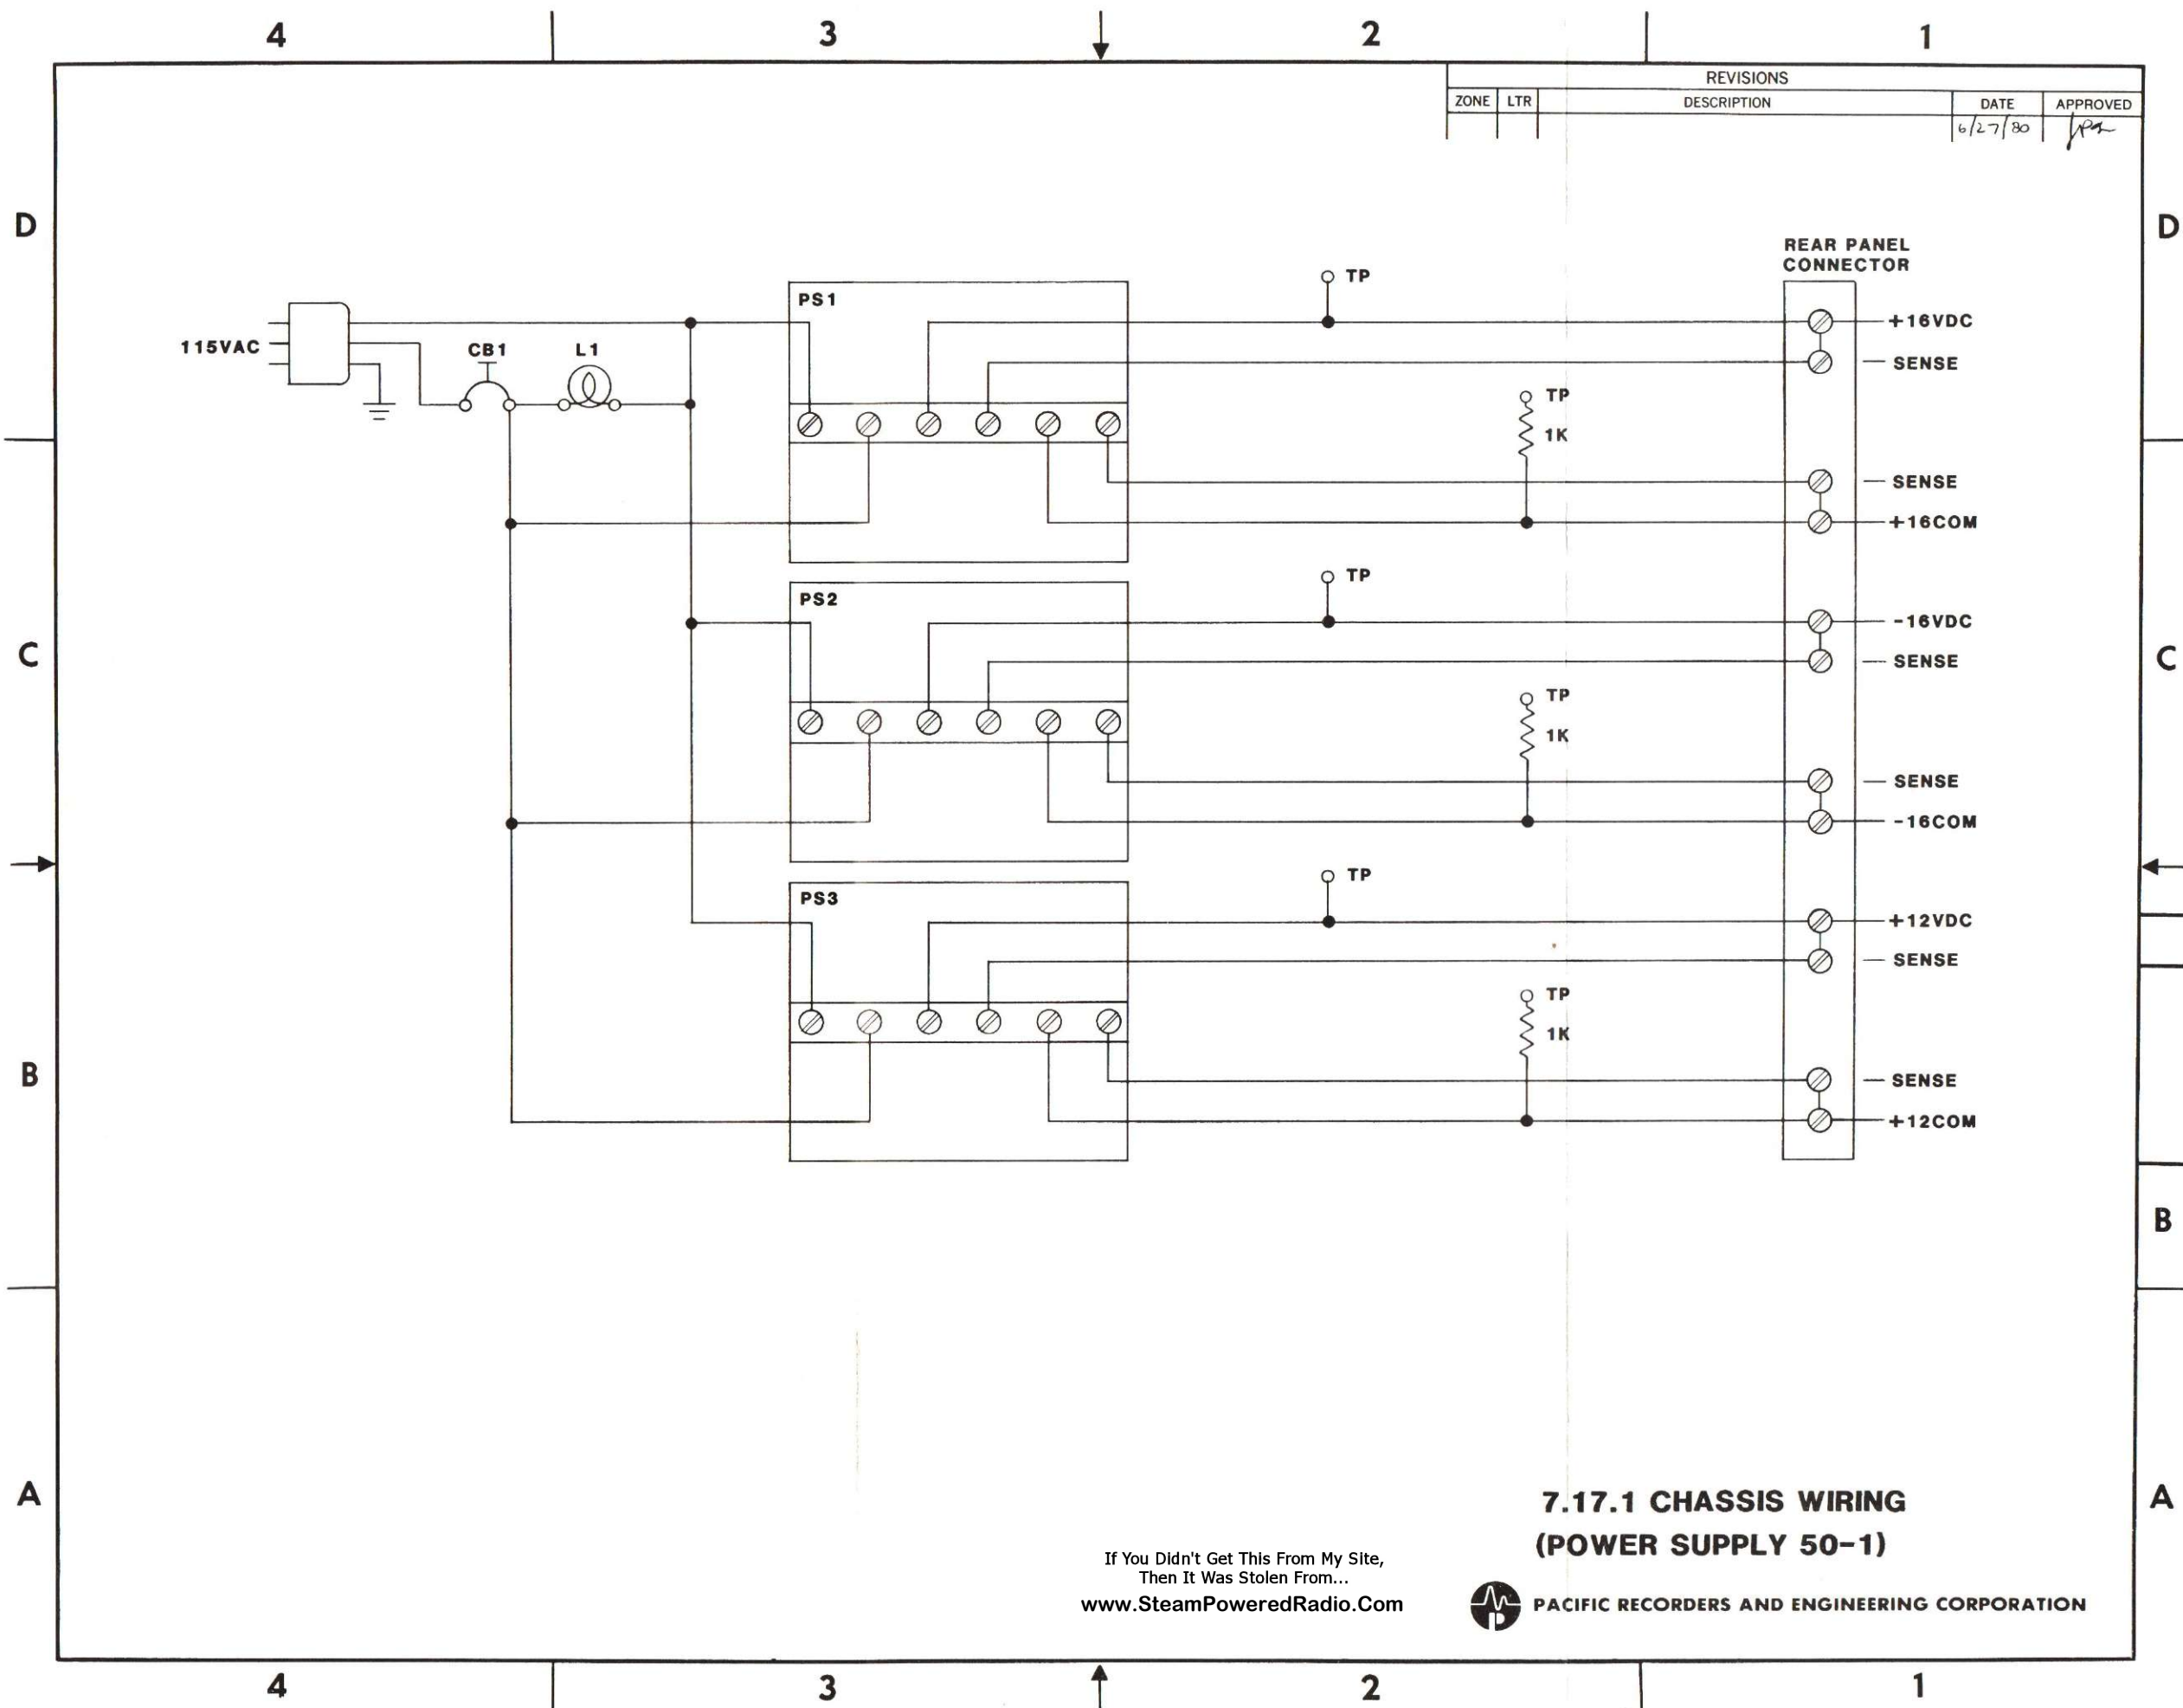 4 3 2 1
REVISIONS
ZONE LTR DESCRIPTION DATE APPROVED
6/27/80
D D
REAR PANEL
CONNECTOR
TP
PS1
+16VDC
115VAC
CB1 L1
SENSE
TP
1K
SENSE
+16COM
TP
PS2
-16VDC
C C
SENSE
TP
1K
SENSE
-16COM
TP
PS3
+12VDC
SENSE
TP
1K
B
SENSE
+12COM
B
A A
7.17.1 CHASSIS WIRING
(POWER SUPPLY 50-1)
If You Didn't Get This From My Site,
Then It Was Stolen From...
www.SteamPoweredRadio.Com
PACIFIC RECORDERS AND ENGINEERING CORPORATION
4 3 2 1